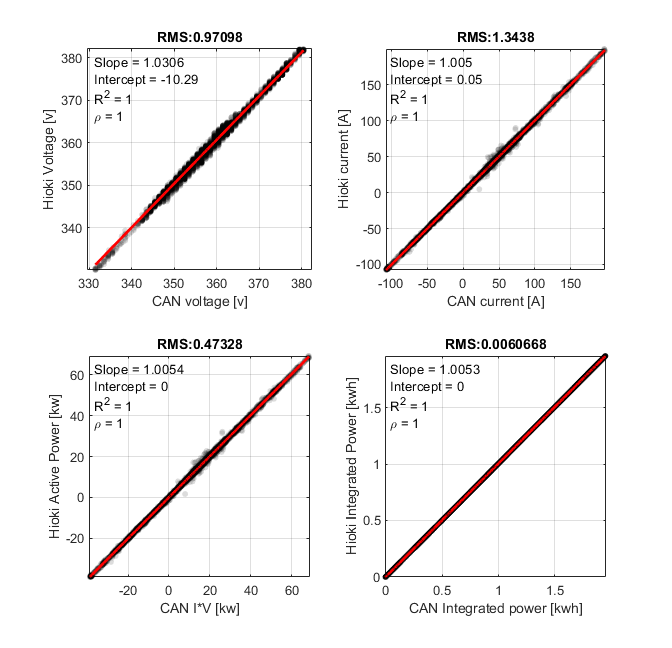 RMS:0.97098
Slope = 1.0306
Intercept = -10.29
R² = 1
ρ = 1
380
370
360
350
340
330
340
350
360
370
380
Hioki Voltage [v]
CAN voltage [v]
RMS:1.3438
Slope = 1.005
Intercept = 0.05
R² = 1
ρ = 1
150
100
50
0
-50
-100
-100
-50
0
50
100
150
Hioki current [A]
CAN current [A]
RMS:0.47328
Slope = 1.0054
Intercept = 0
R² = 1
ρ = 1
60
40
20
0
-20
-20
0
20
40
60
Hioki Active Power [kw]
CAN I*V [kw]
RMS:0.0060668
Slope = 1.0053
Intercept = 0
R² = 1
ρ = 1
1.5
1
0.5
0
0
0.5
1
1.5
Hioki Integrated Power [kwh]
CAN Integrated power [kwh]